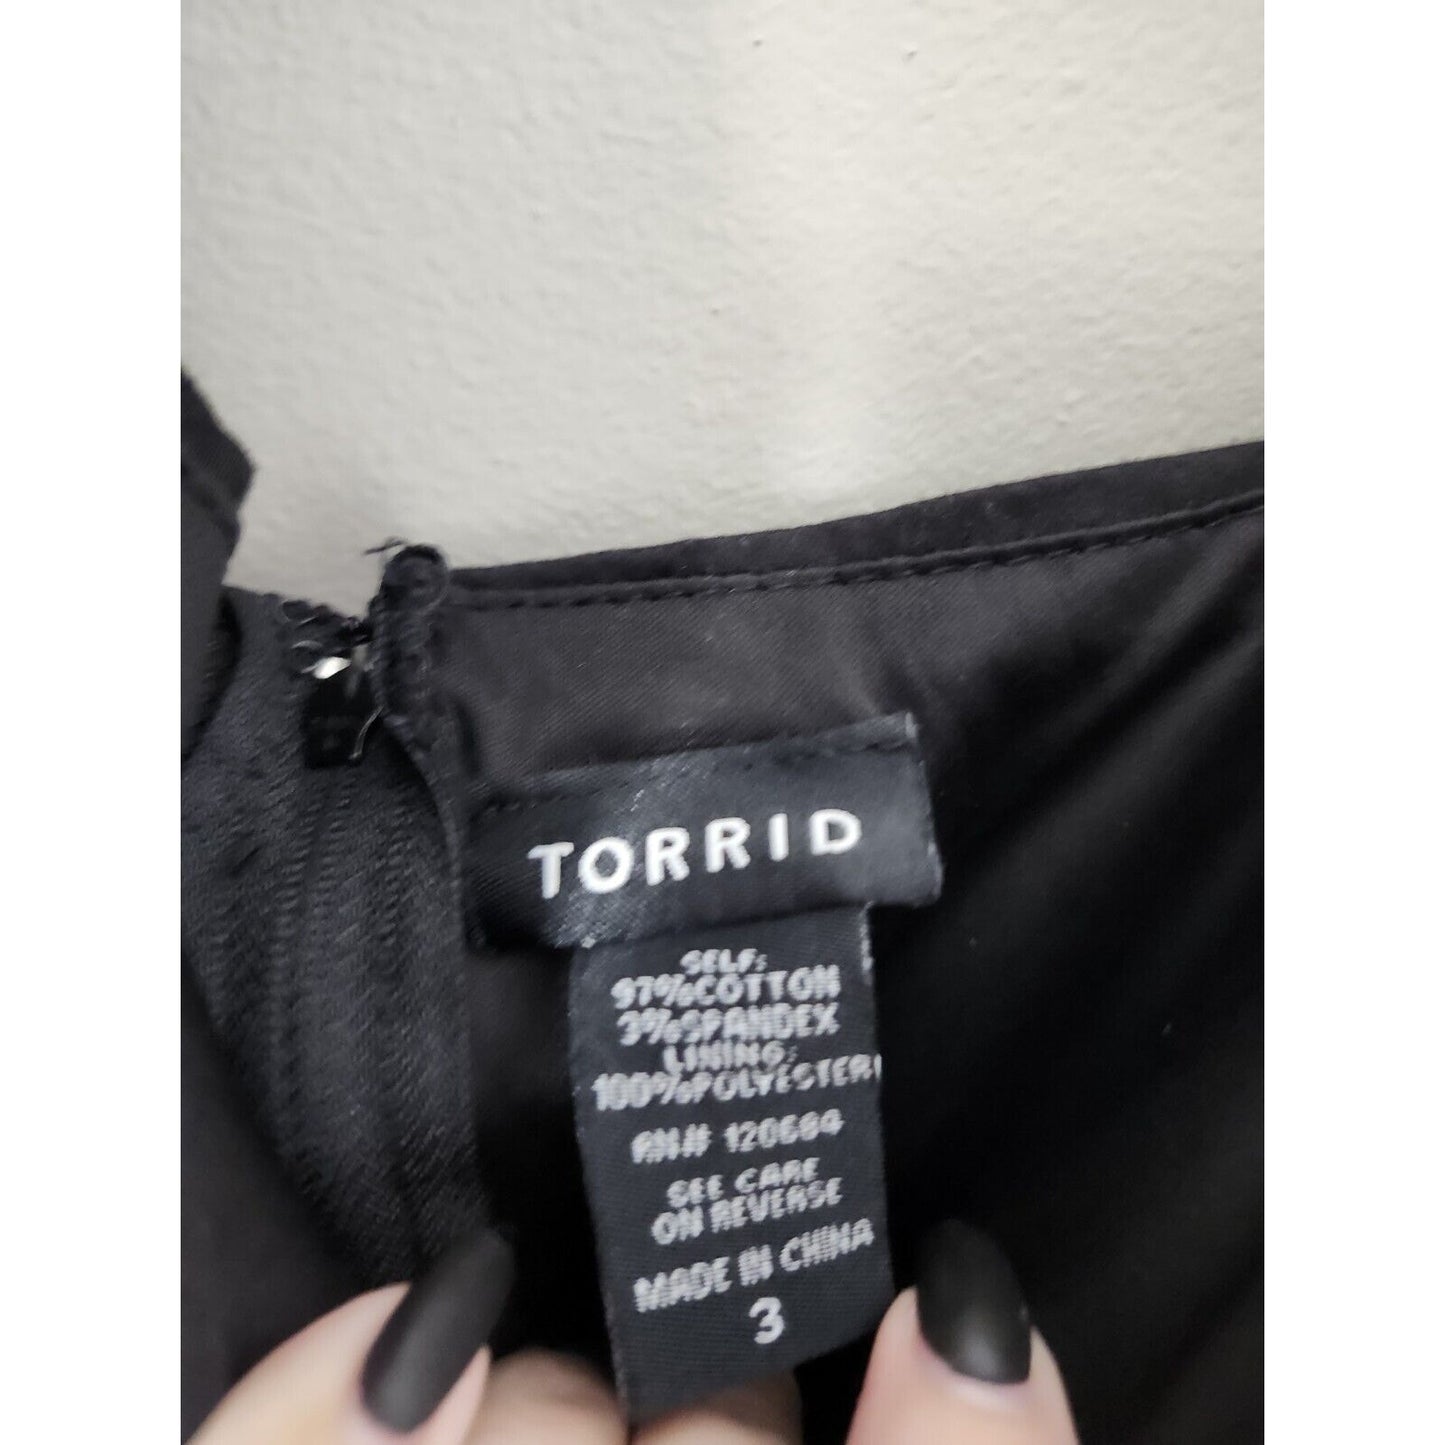 TORRID
SELF:
97%COTTON
3%SPANDEX
LINING:
100%POLYESTER
RN# 120684
SEE CARE
ON REVERSE
MADE IN CHINA
3